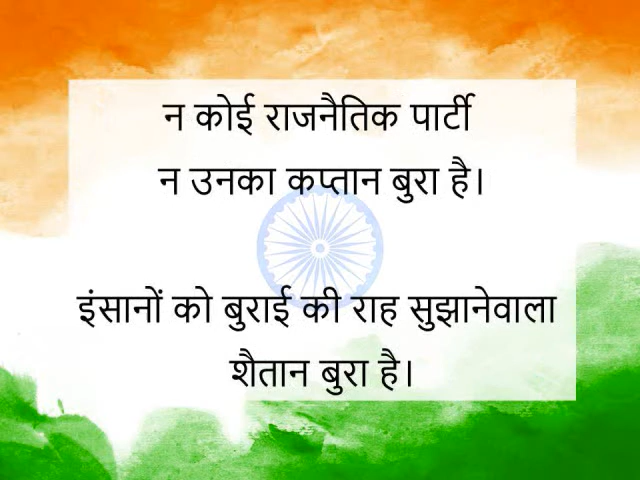 न कोई राजनैतिक पार्टी
न उनका कप्तान बुरा है।
इंसानों को बुराई की राह सुझानेवाला
शैतान बुरा है।